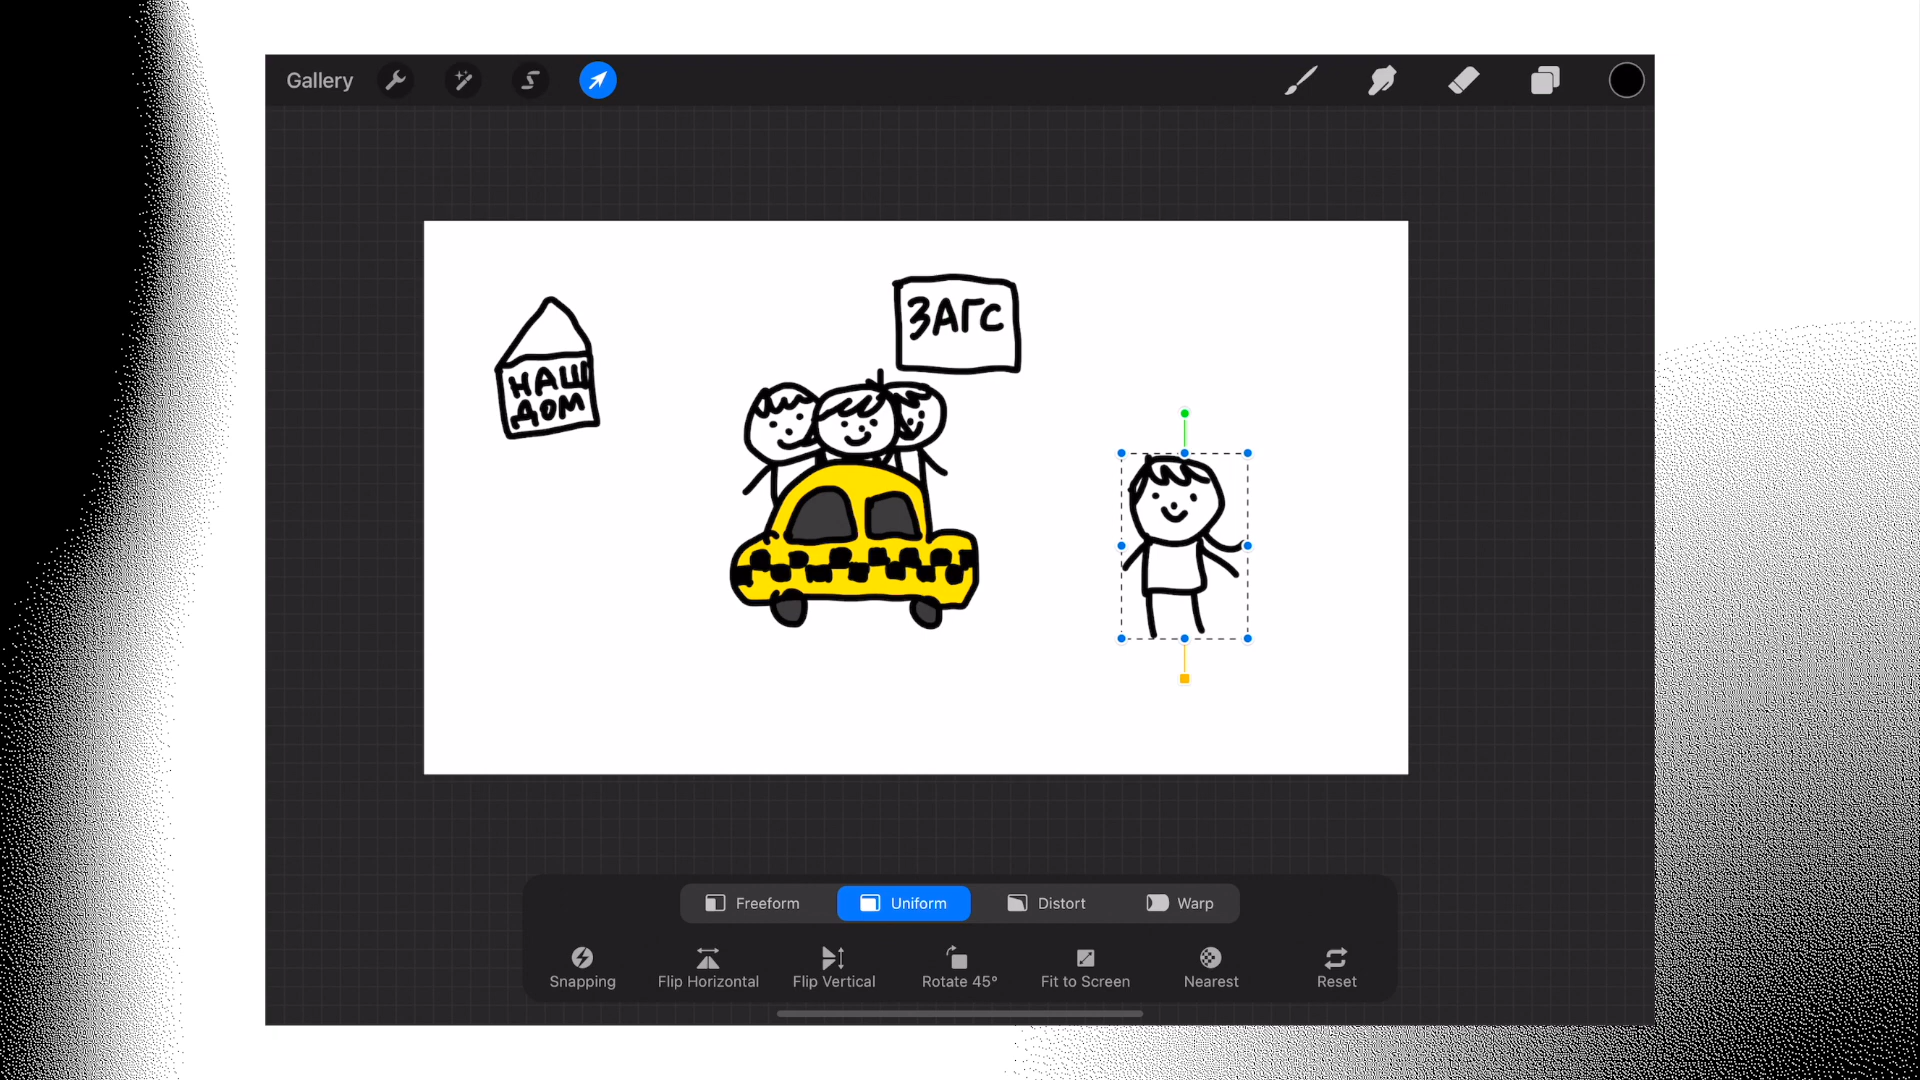 Gallery
ЗАГС
НАШ
ДОМ
Freeform Uniform Distort Warp
Snapping Flip Horizontal Flip Vertical Rotate 45° Fit to Screen Nearest Reset